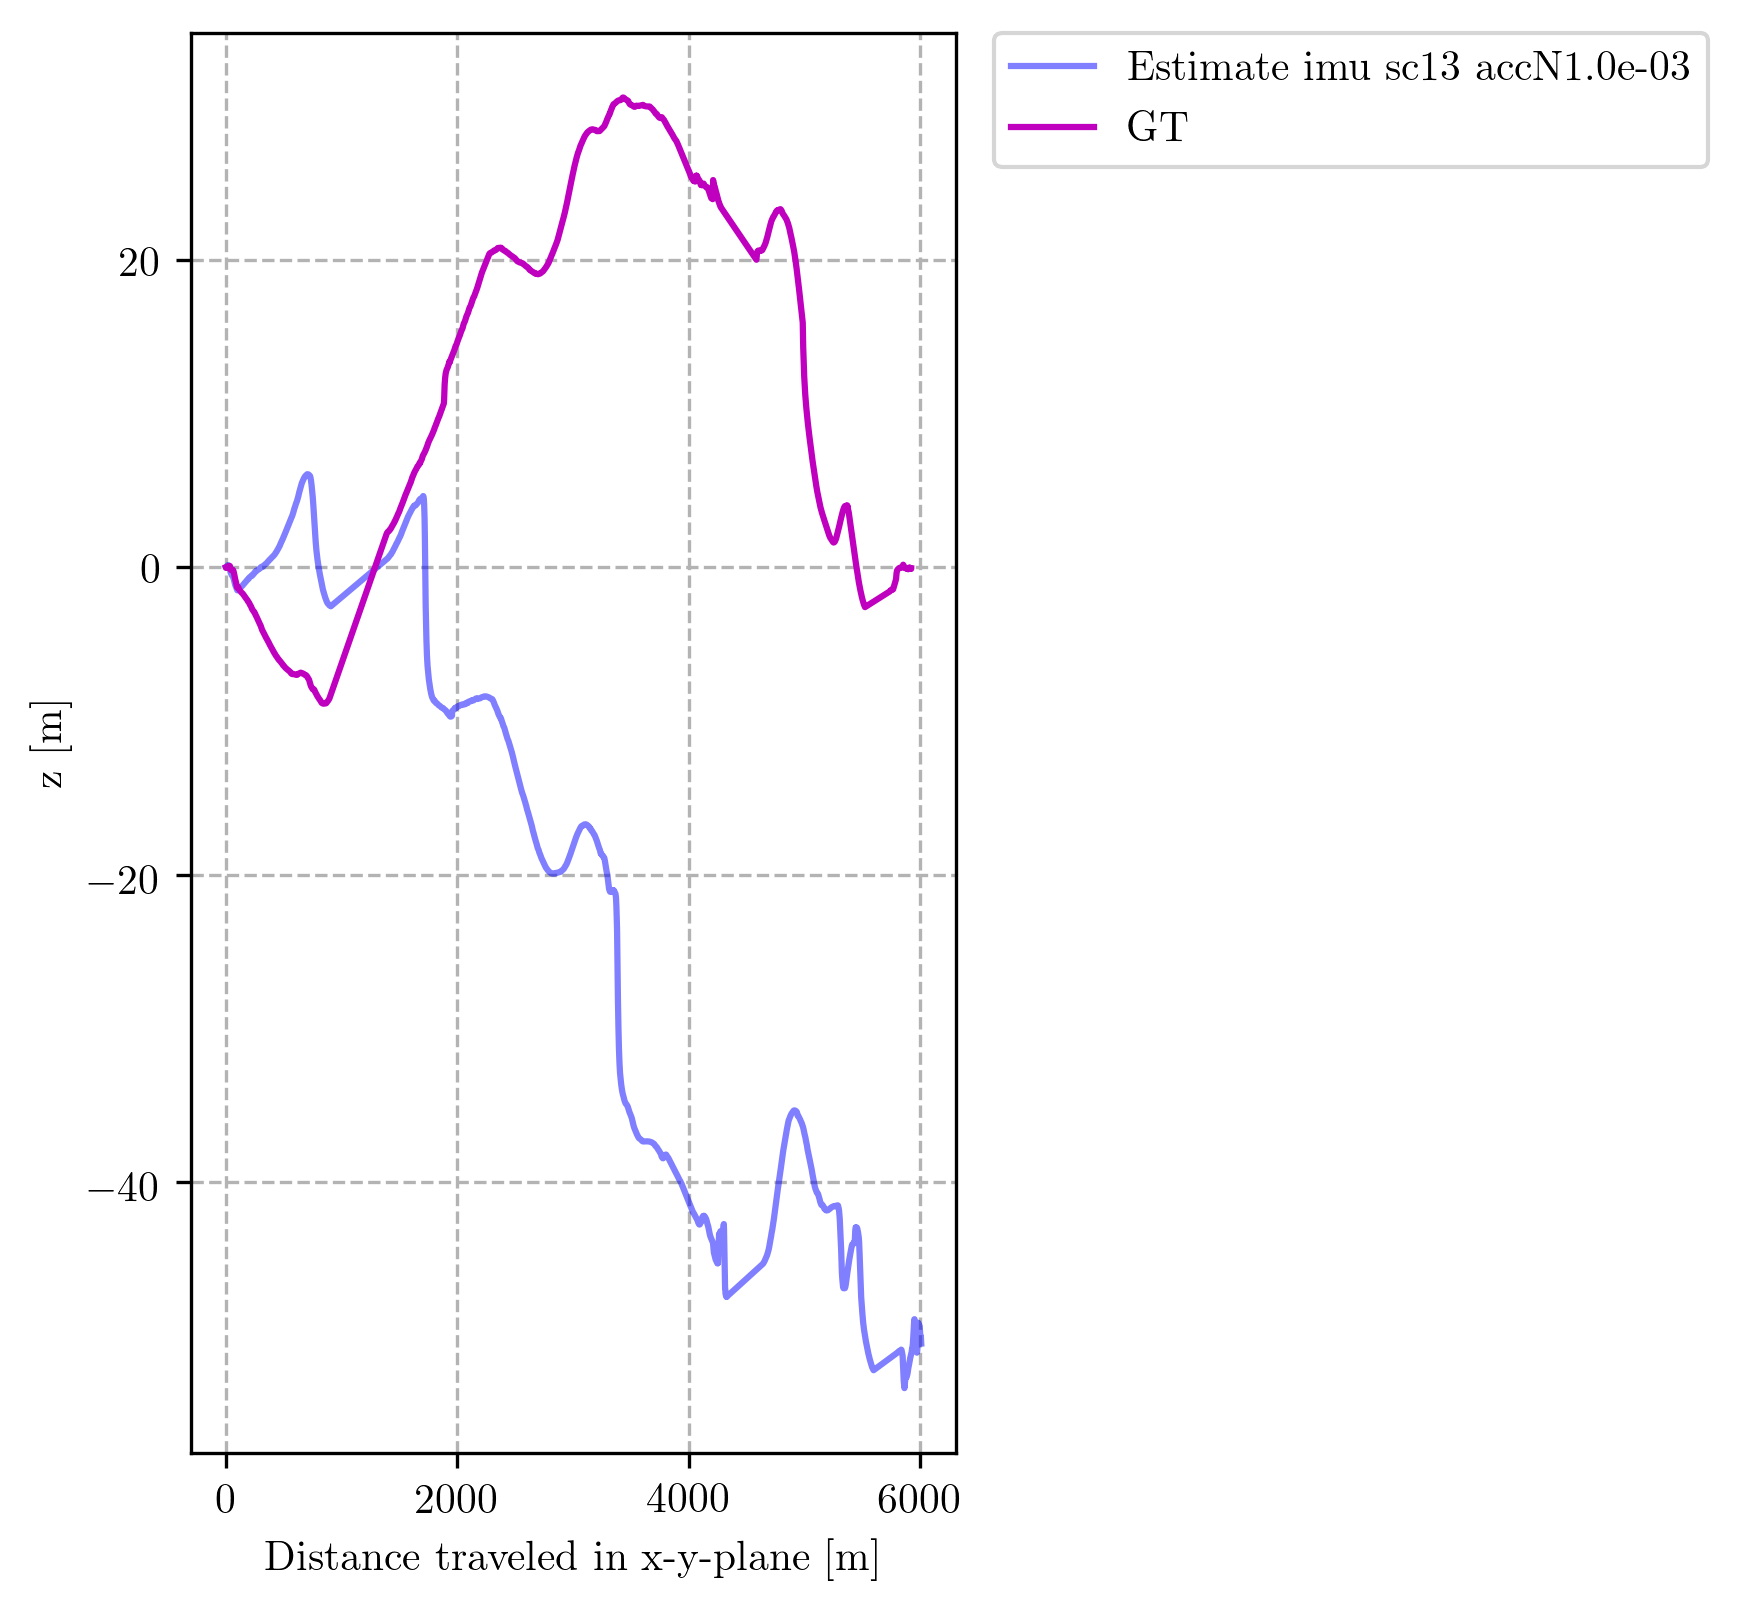 Estimate imu sc13 accN1.0e-03
GT
20
0
−20
−40
z [m]
0 2000 4000 6000
Distance traveled in x-y-plane [m]